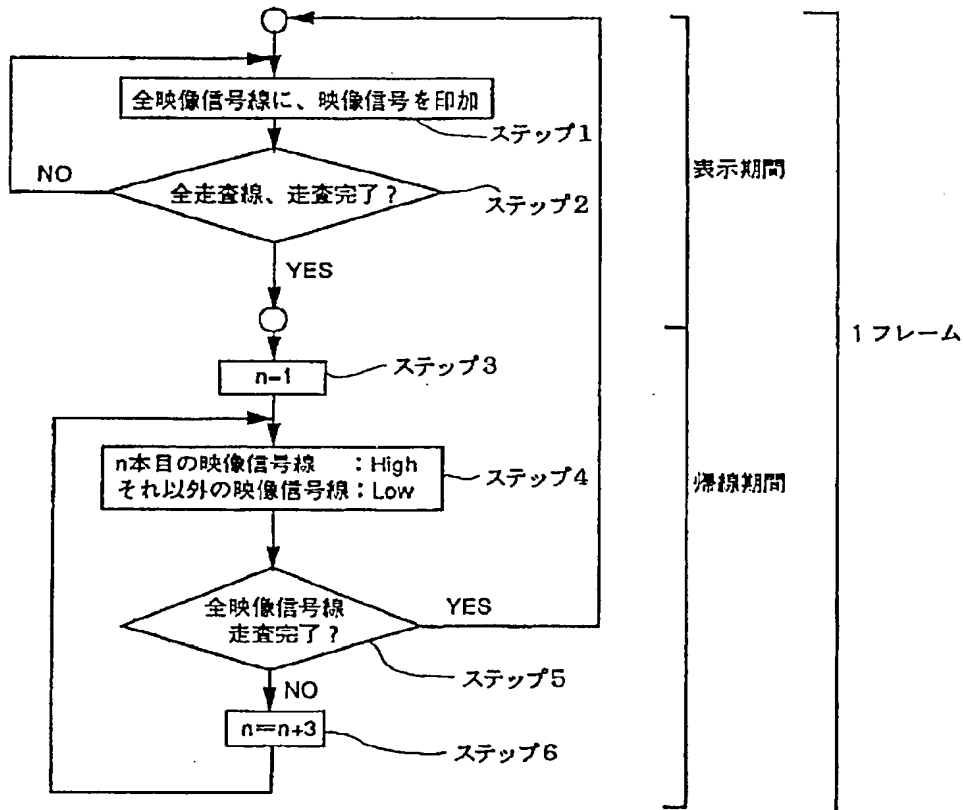 全映像信号線に、映像信号を印加
ステップ1
NO
全走査線、走査完了?
ステップ2
表示期間
YES
1フレーム
ステップ3
n-1
n本目の映像信号線 :High
それ以外の映像信号線:Low
ステップ4
帰線期間
全映像信号線
走査完了?
YES
ステップ5
NO
n=n+3
ステップ6